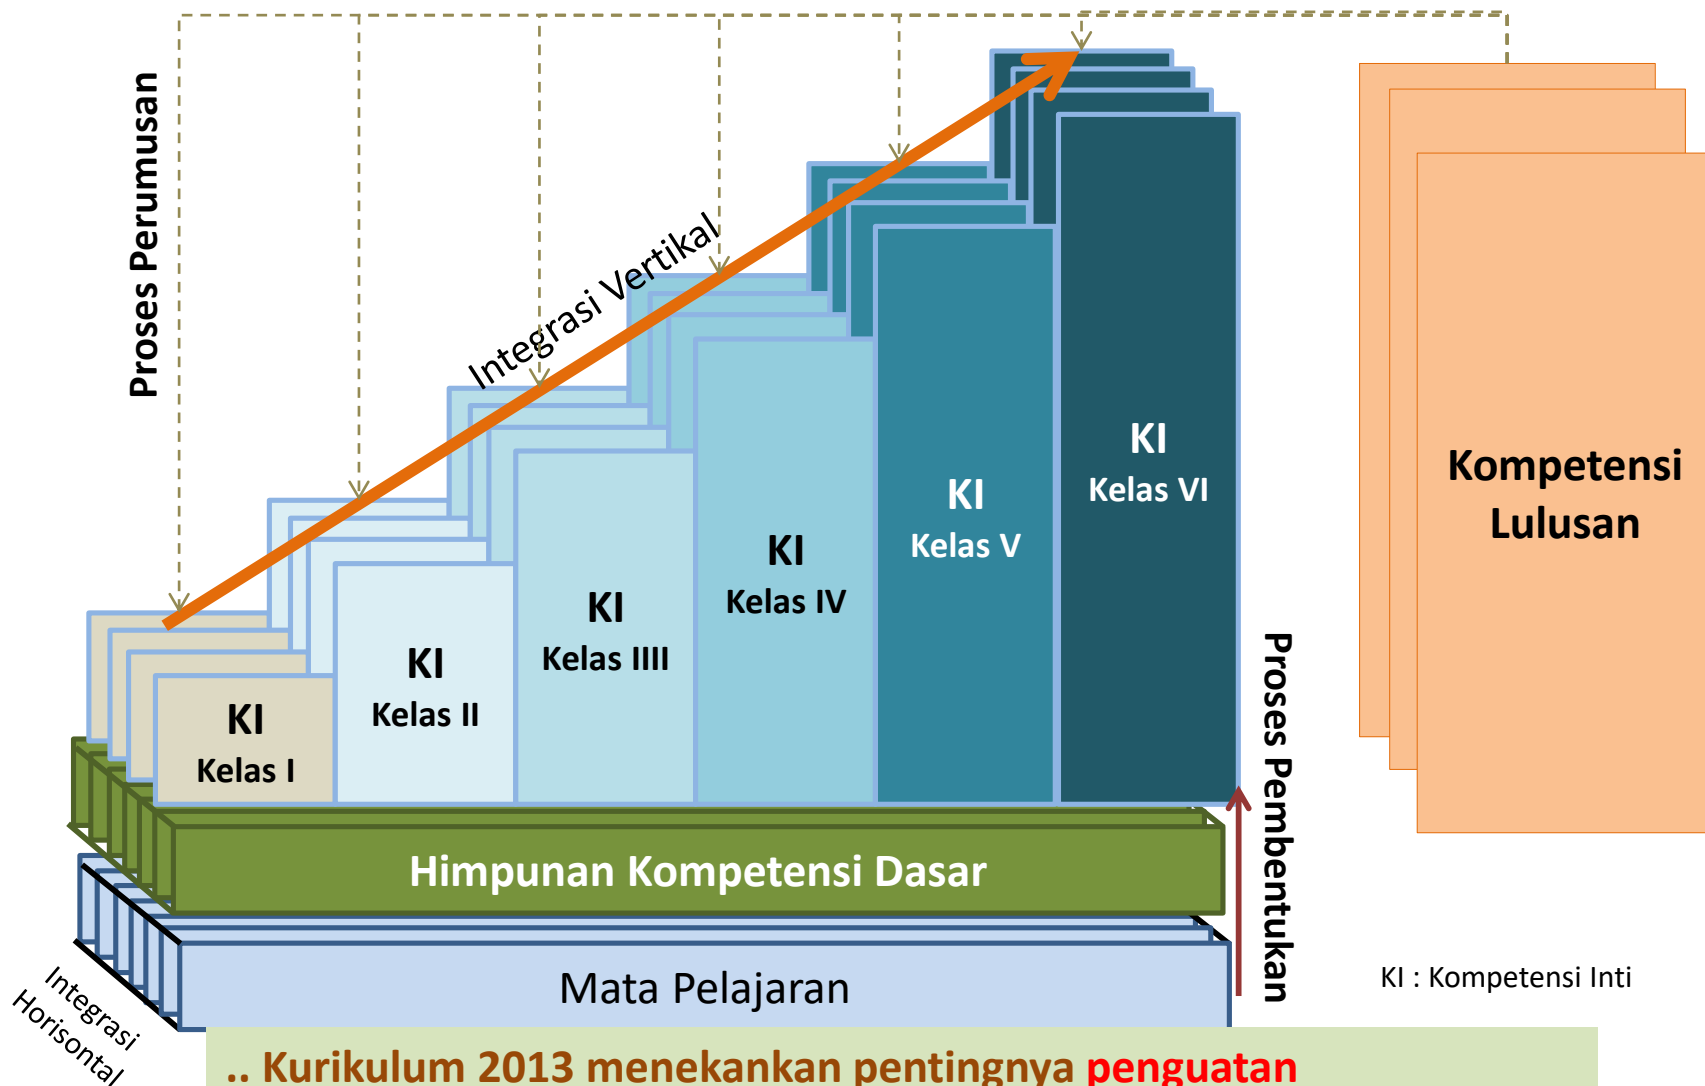 Proses Perumusan
Integrasi Vertikal
KI
Kelas I
KI
Kelas II
KI
Kelas IIII
KI
Kelas IV
KI
Kelas V
KI
Kelas VI
Kompetensi
Lulusan
Proses Pembentukan
Himpunan Kompetensi Dasar
Mata Pelajaran
Integrasi
Horisontal
KI : Kompetensi Inti
.. Kurikulum 2013 menekankan pentingnya penguatan